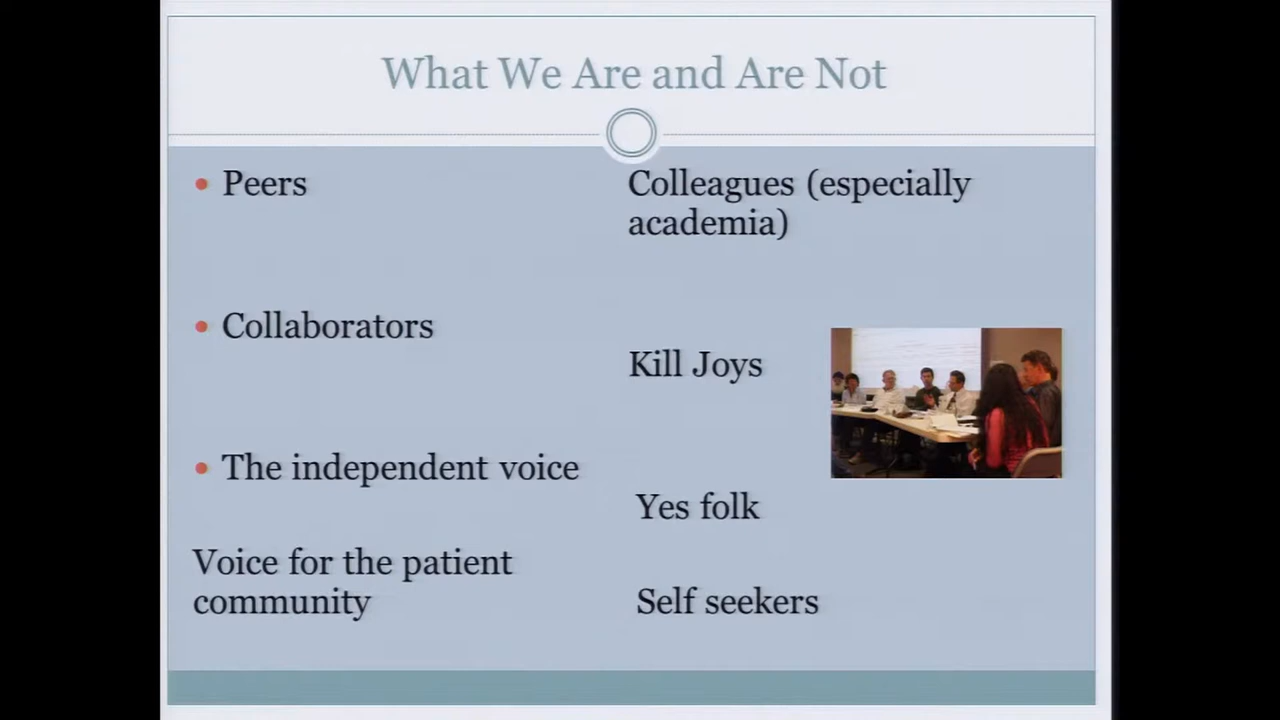 What We Are and Are Not
• Peers
Colleagues (especially
academia)
• Collaborators
Kill Joys
• The independent voice
Yes folk
Voice for the patient
community
Self seekers